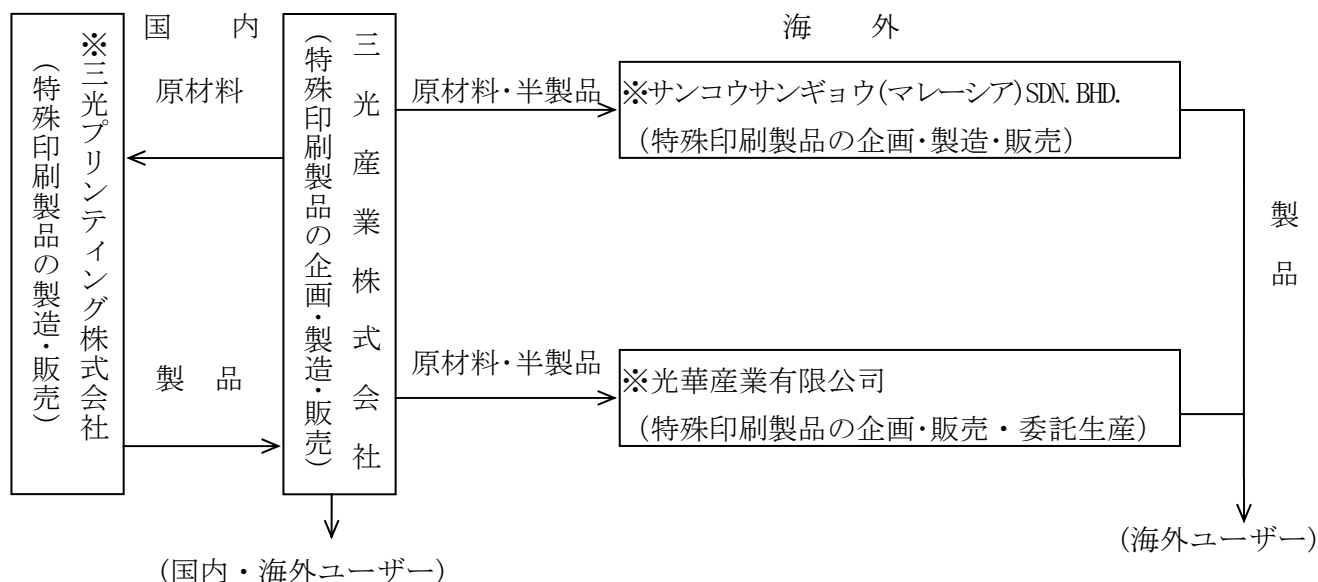 国　　内
海　　外
※三光プリンティング株式会社
(特殊印刷製品の製造・販売)
原材料
製　品
三光産業株式会社
(特殊印刷製品の企画・製造・販売)
原材料・半製品
※サンコウサンギョウ(マレーシア)SDN.BHD.
(特殊印刷製品の企画・製造・販売)
原材料・半製品
※光華産業有限公司
(特殊印刷製品の企画・販売・委託生産)
製品
(海外ユーザー)
(国内・海外ユーザー)